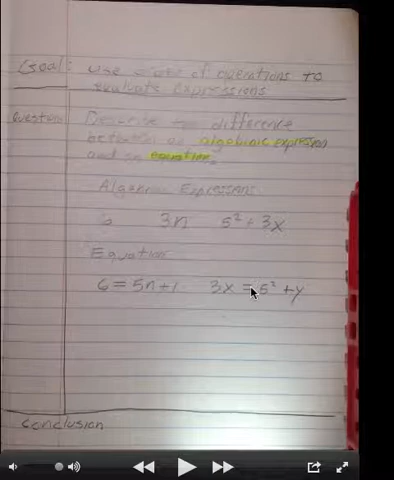 Goal: use order of operations to
evaluate expressions
Question: Describe the difference
between an algebraic expression
and an equation.
Algebraic Expressions
6 3n 5² + 3x
Equation
6 = 5n + 1 3x = 5² + y
Conclusion